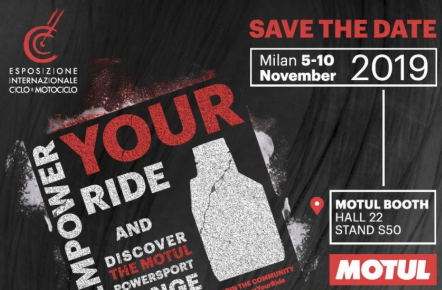 ESPOSIZIONE
INTERNAZIONALE
CICLO E MOTOCICLO
SAVE THE DATE
Milan 5-10
November
2019
EMPOWER
YOUR
RIDE
AND
DISCOVER
THE MOTUL
POWERSPORT
MOTUL BOOTH
HALL 22
STAND S50
MOTUL